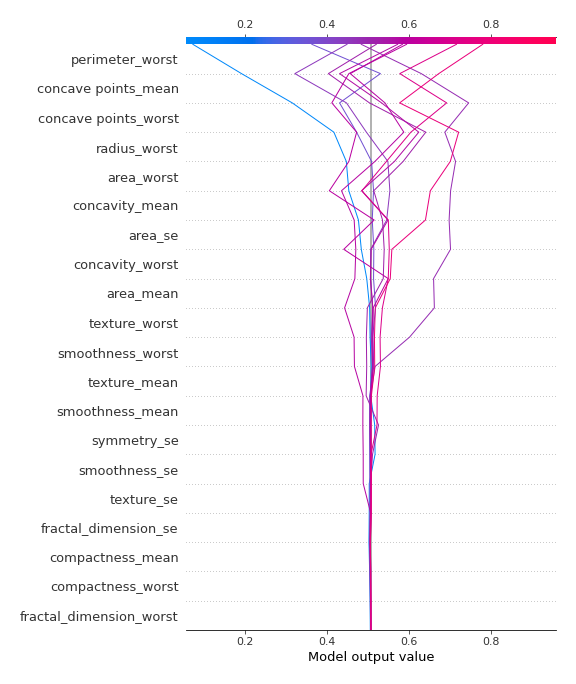 0.2 0.4 0.6 0.8
perimeter_worst
concave points_mean
concave points_worst
radius_worst
area_worst
concavity_mean
area_se
concavity_worst
area_mean
texture_worst
smoothness_worst
texture_mean
smoothness_mean
symmetry_se
smoothness_se
texture_se
fractal_dimension_se
compactness_mean
compactness_worst
fractal_dimension_worst
0.2 0.4 0.6 0.8
Model output value